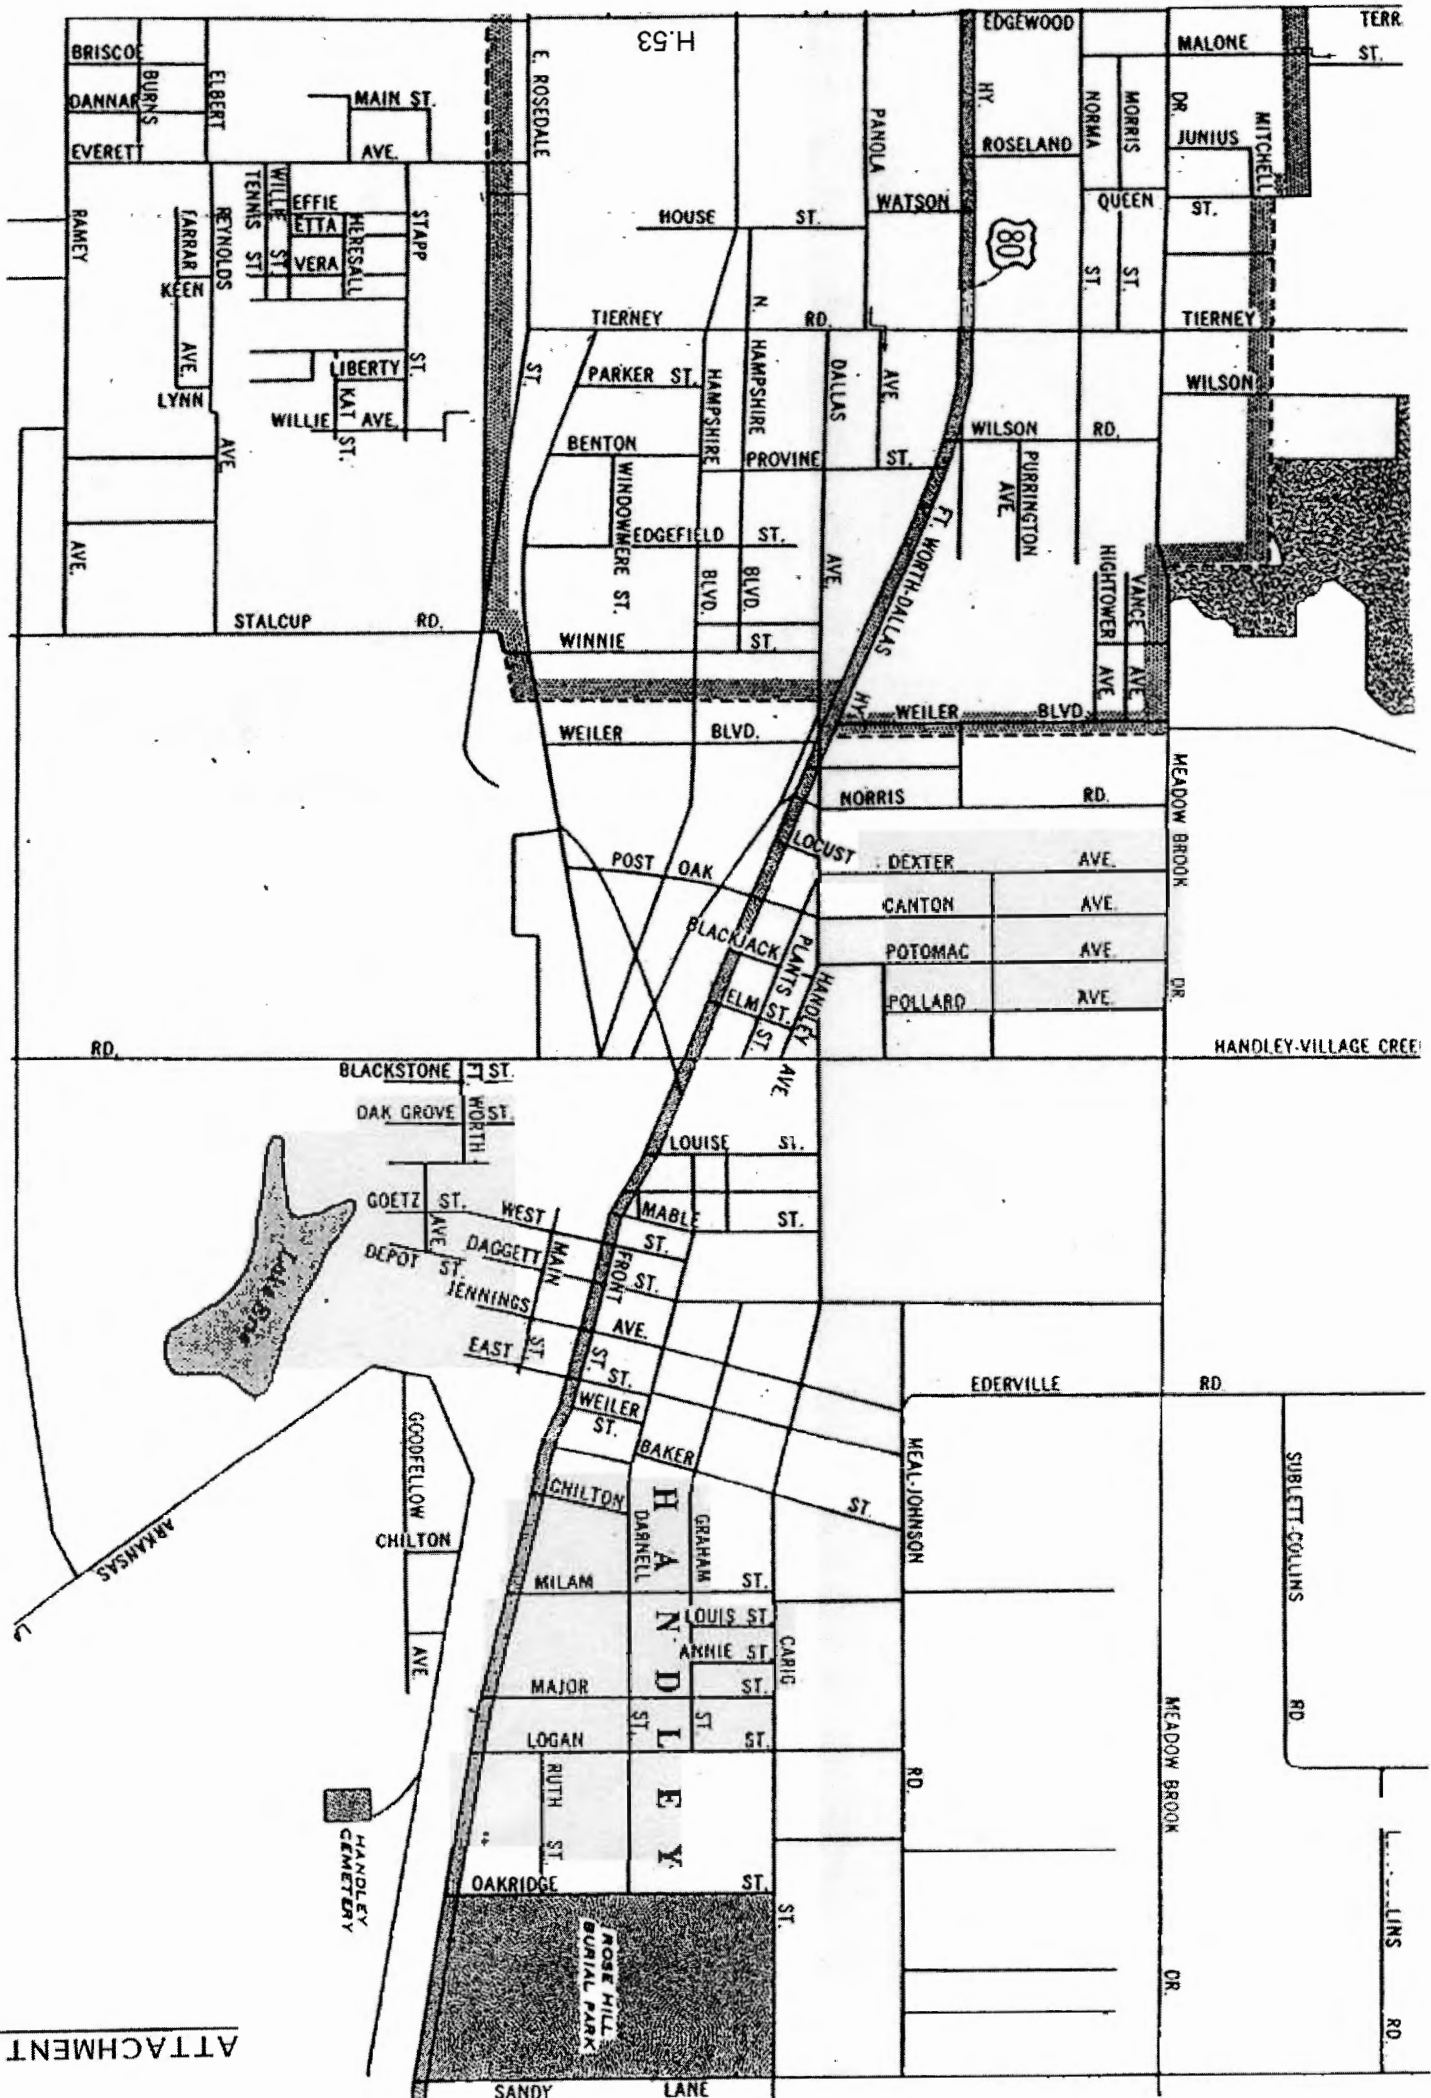 H.53
EDGEWOOD
TERR.
BRISCOE
BURNS
ELBERT
E. ROSEDALE
HY.
MALONE
ST.
DANNAR
MAIN ST.
PANOLA
NORMA
MORRIS
DR.
MITCHELL
EVERETT
AVE.
ROSELAND
JUNIUS
TENNIS ST.
WILLIE ST.
EFFIE
STAPP
WATSON
QUEEN
ST.
RAMEY
FARRAR
REYNOLDS
ETTA
HERESALL
HOUSE ST.
80
ST.
ST.
VERA
KEEN
N.
TIERNEY RD.
TIERNEY
AVE.
LIBERTY
ST.
ST.
PARKER ST.
HAMPSHIRE
HAMPSHIRE
DALLAS
AVE.
WILSON
LYNN
KAT ST.
WILLIE AVE.
BENTON
PROVINE ST.
WILSON RD.
AVE.
WINDOWMERE ST.
PURRINGTON
AVE.
FT. WORTH-DALLAS
EDGEFIELD ST.
AVE.
BLVD.
BLVD.
AVE.
HIGHTOWER AVE.
VANCE AVE.
STALCUP RD.
WINNIE ST.
HY.
WEILER BLVD.
WEILER BLVD.
MEADOW BROOK
NORRIS RD.
LOCUST
POST OAK
DEXTER AVE.
CANTON AVE.
BLACKJACK
PLANTS ST.
POTOMAC AVE.
HANDLEY
ELM ST.
POLLARD AVE.
DR.
RD.
HANDLEY-VILLAGE CREE
BLACKSTONE ST.
FT. WORTH
AVE.
OAK GROVE ST.
LOUISE ST.
GOETZ ST.
WEST
MABLE ST.
AVE.
DAGGETT
MAIN
ST.
DEPOT ST.
FRONT
ST.
JENNINGS
AVE.
EAST
ST.
ST.
ST.
EDERVILLE RD
WEILER
ST.
GOODFELLOW
BAKER
ST.
MEAL-JOHNSON
SUBLETT-COLLINS
CHILTON
DARNELL
GRAHAM
HANDLEY
ARKANSAS
CHILTON
MILAM ST.
LOUIS ST.
ANNIE ST.
CARIG
AVE.
MAJOR ST.
ST.
ST.
RD.
MEADOW BROOK
LOGAN ST.
RUTH ST.
RD.
HANDLEY
CEMETERY
OAKRIDGE ST.
ST.
LINS
ROSE HILL
BURIAL PARK
DR.
RD.
SANDY LANE
ATTACHMENT